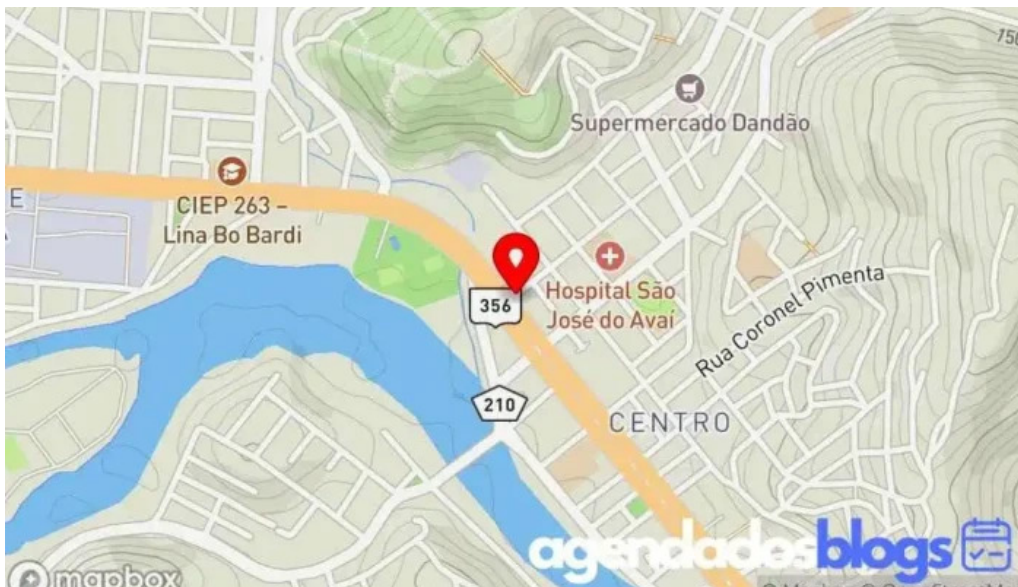 150
Supermercado Dandão
E
CIEP 263 –
Lina Bo Bardi
Hospital São
José do Avaí
356
Rua Coronel Pimenta
210
CENTRO
agendadosblogs
mapbox